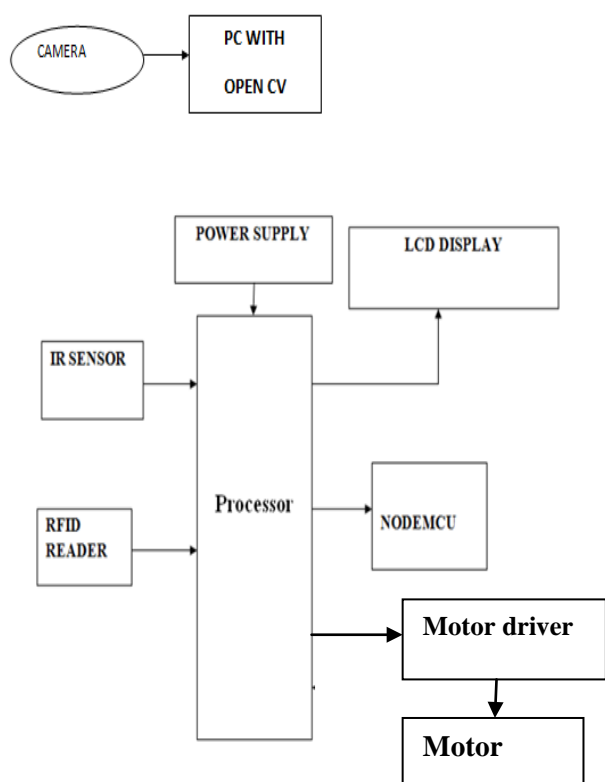 CAMERA
PC WITH
OPEN CV
POWER SUPPLY
LCD DISPLAY
IR SENSOR
Processor
RFID
READER
NODEMCU
Motor driver
Motor